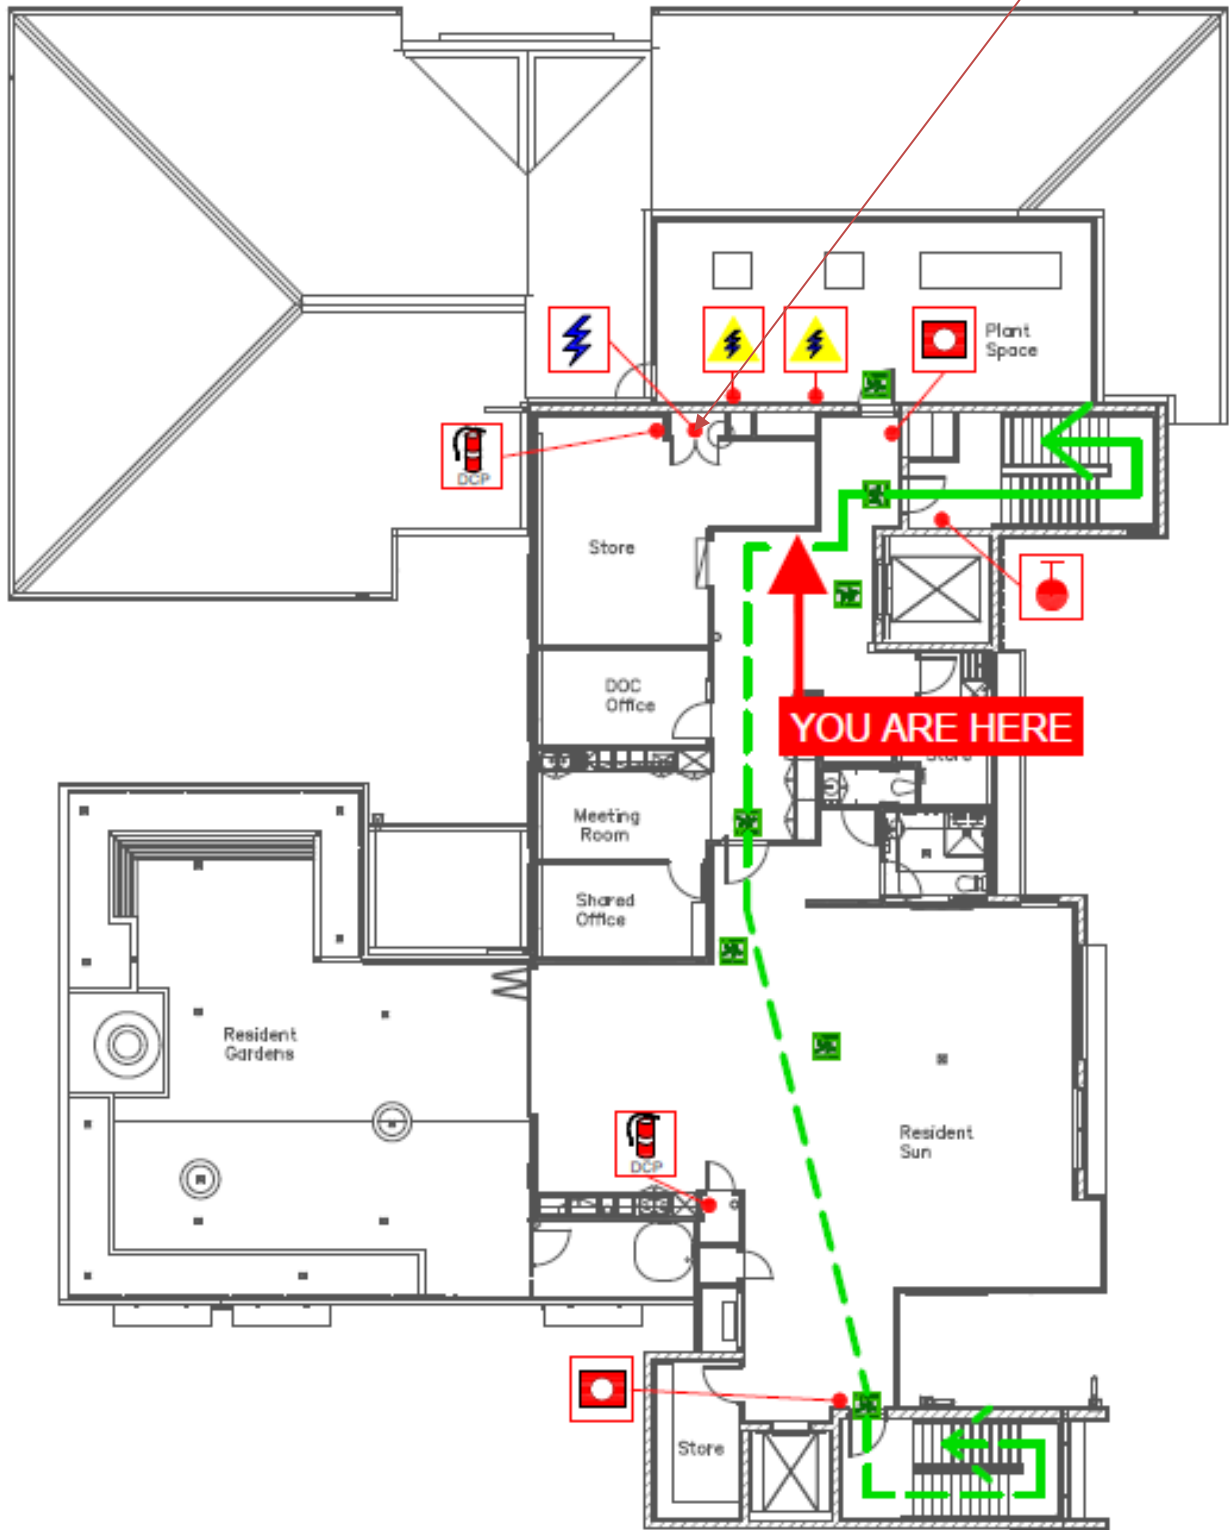 Plant
Space
DCP
Store
DOC
Office
YOU ARE HERE
Store
Meeting
Room
Shared
Office
Resident
Gardens
Resident
Sun
DCP
Store